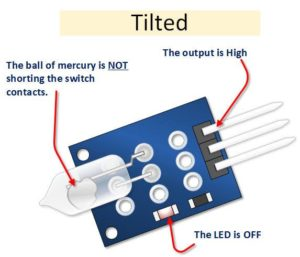 Tilted
The ball of mercury is NOT
shorting the switch
contacts.
The output is High
The LED is OFF